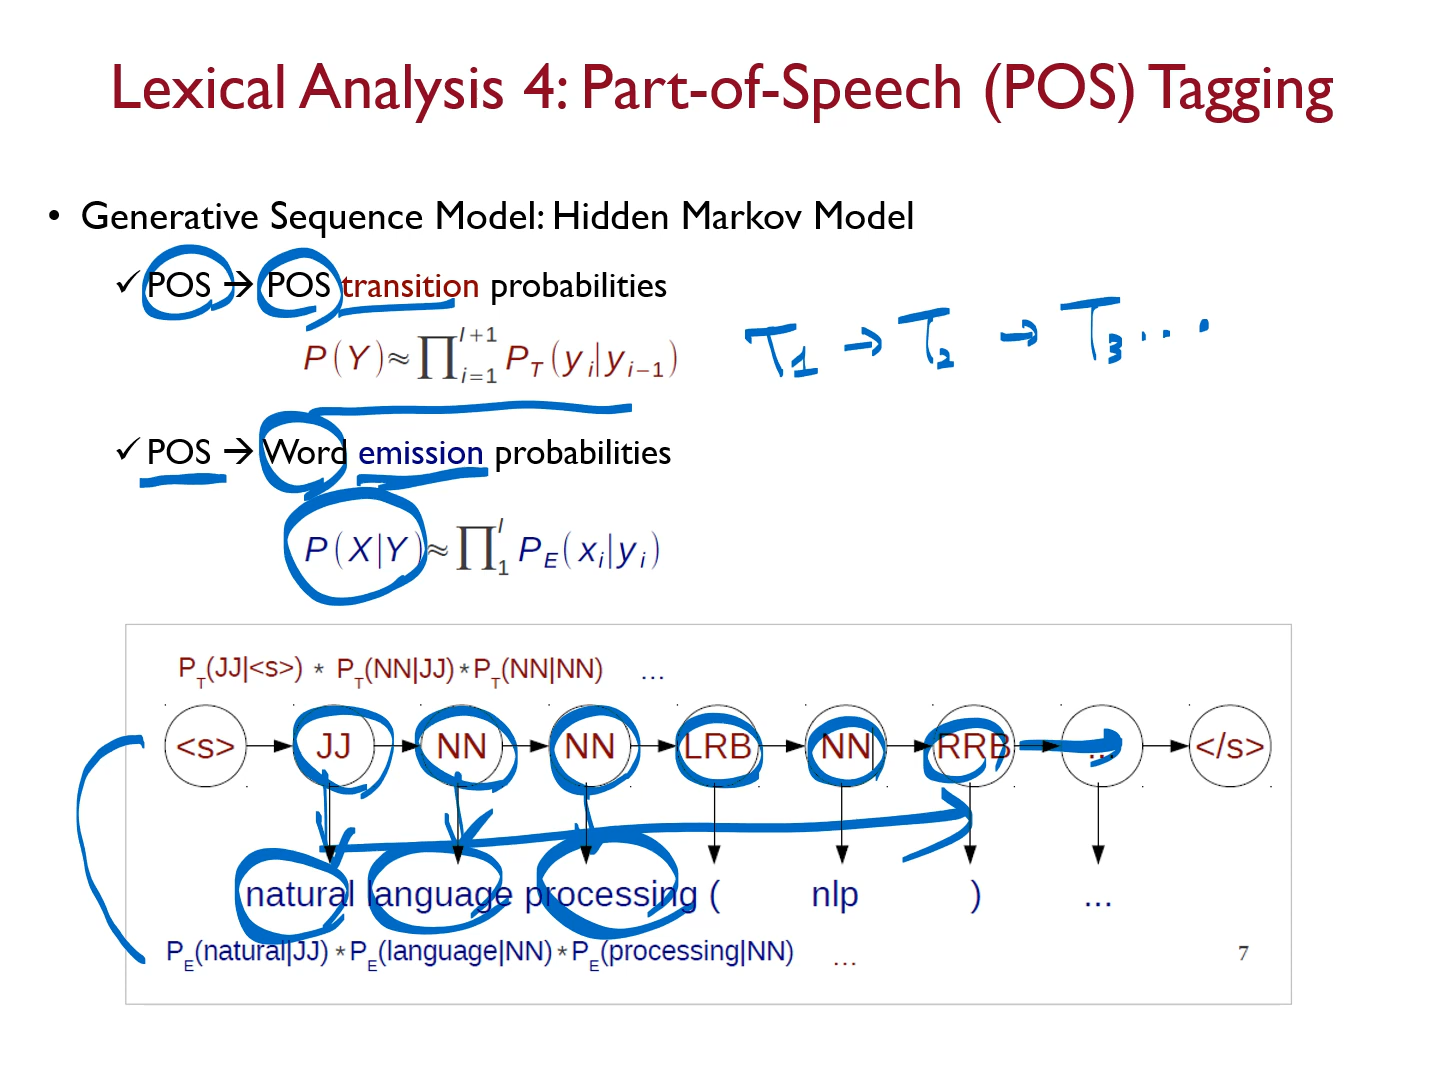 Lexical Analysis 4: Part-of-Speech (POS) Tagging
• Generative Sequence Model: Hidden Markov Model
✓ POS → POS transition probabilities
P(Y)≈∏_{i=1}^{I+1} P_T(y_i|y_{i−1})
T1 → T2 → T3 ...
✓ POS → Word emission probabilities
P(X|Y)≈∏_1^I P_E(x_i|y_i)
P_T(JJ|<s>) * P_T(NN|JJ) * P_T(NN|NN) ...
<s> JJ NN NN LRB NN RRB ... </s>
natural language processing ( nlp ) ...
P_E(natural|JJ) * P_E(language|NN) * P_E(processing|NN) ...
7